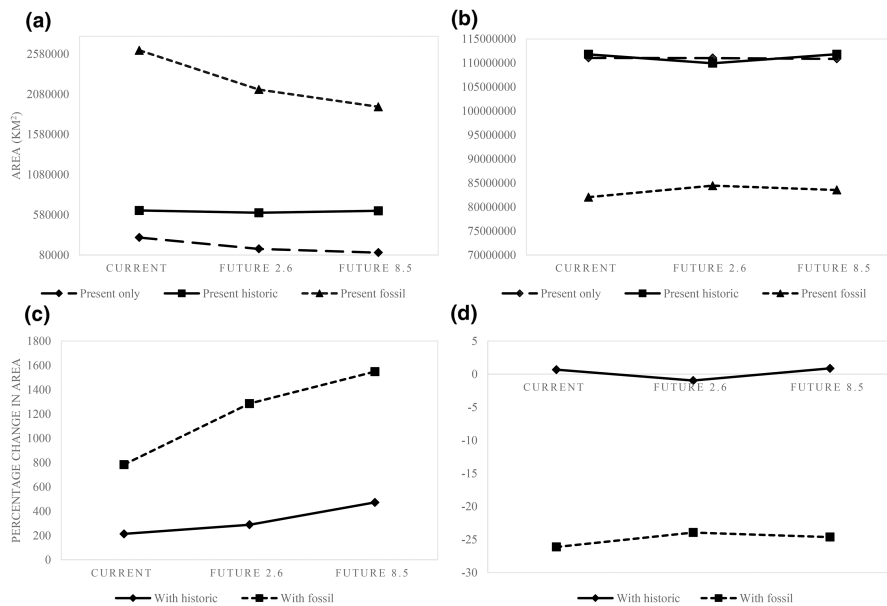 (a)
AREA (KM²)
2580000
2080000
1580000
1080000
580000
80000
CURRENT FUTURE 2.6 FUTURE 8.5
Present only Present historic Present fossil
(b)
115000000
110000000
105000000
100000000
95000000
90000000
85000000
80000000
75000000
70000000
CURRENT FUTURE 2.6 FUTURE 8.5
Present only Present historic Present fossil
(c)
PERCENTAGE CHANGE IN AREA
1800
1600
1400
1200
1000
800
600
400
200
0
CURRENT FUTURE 2.6 FUTURE 8.5
With historic With fossil
(d)
5
0
-5
-10
-15
-20
-25
-30
CURRENT FUTURE 2.6 FUTURE 8.5
With historic With fossil